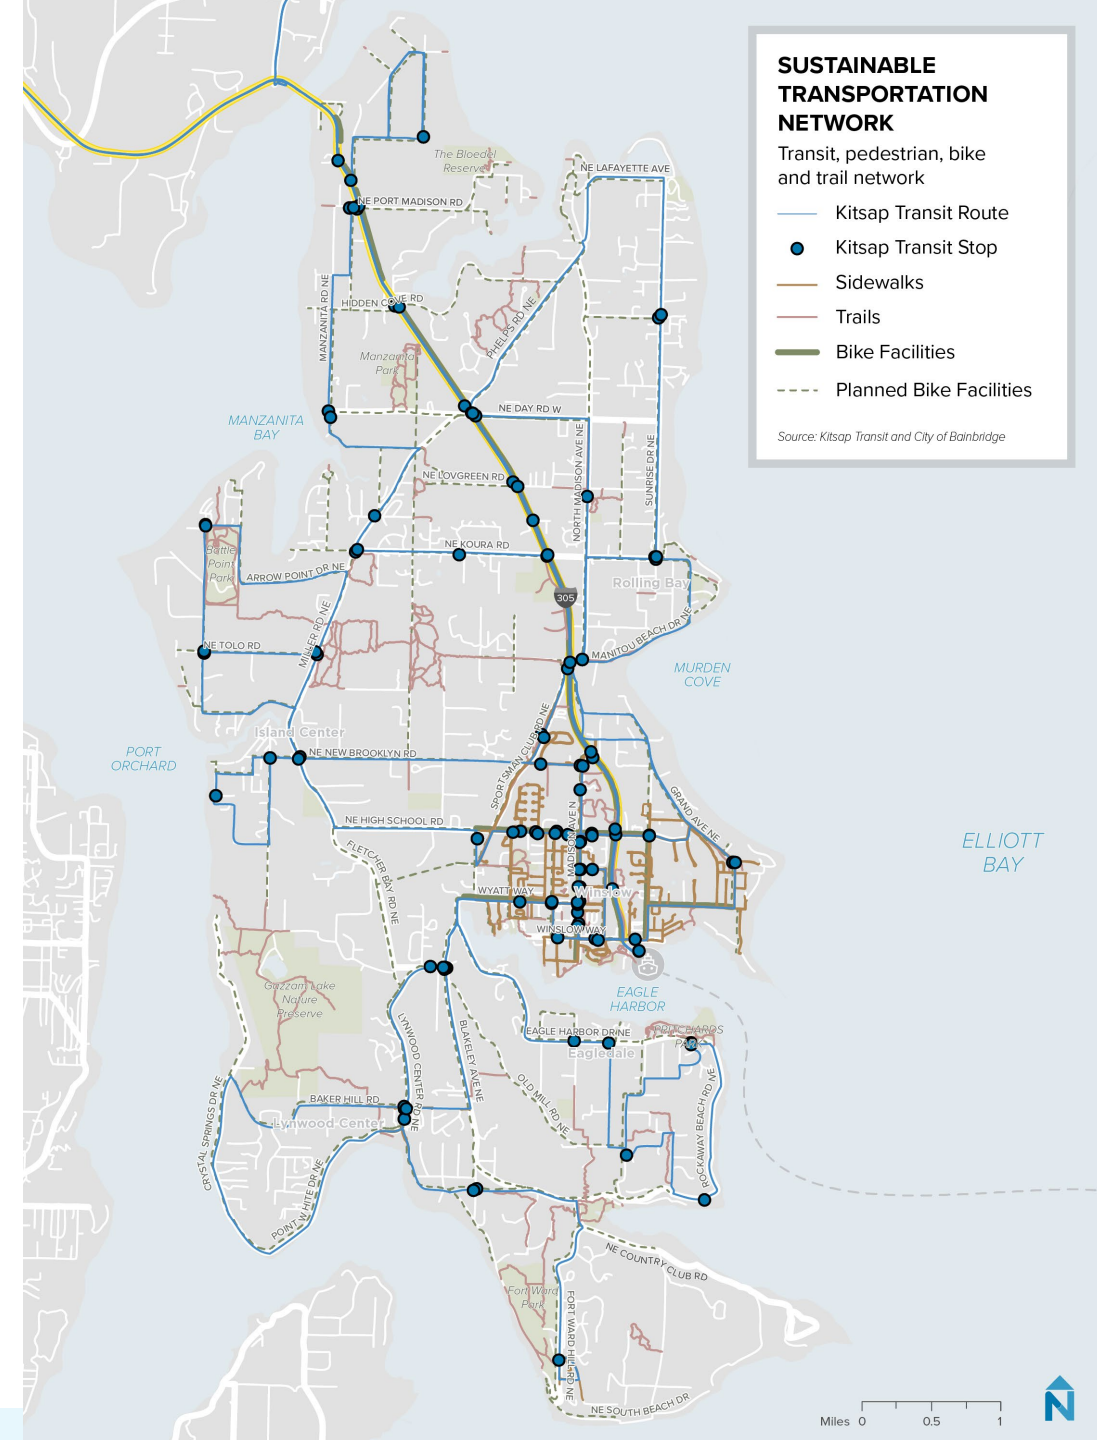 SUSTAINABLE
TRANSPORTATION
NETWORK
Transit, pedestrian, bike
and trail network
Kitsap Transit Route
Kitsap Transit Stop
Sidewalks
Trails
Bike Facilities
Planned Bike Facilities
Source: Kitsap Transit and City of Bainbridge
The Bloedel
Reserve
NE LAFAYETTE AVE
NE PORT MADISON RD
MANZANITA RD NE
HIDDEN COVE RD
PHELPS RD NE
Manzanita
Park
MANZANITA
BAY
NE DAY RD W
NORTH MADISON AVE NE
SUNRISE DR NE
NE LOVGREEN RD
NE KOURA RD
Battle
Point
Park
ARROW POINT DR NE
Rolling Bay
305
MILLER RD NE
MANITOU BEACH DR NE
NE TOLO RD
MURDEN
COVE
SPORTSMAN CLUB RD NE
Island Center
PORT
ORCHARD
NE NEW BROOKLYN RD
GRAND AVE NE
NE HIGH SCHOOL RD
MADISON AVE N
ELLIOTT
BAY
FLETCHER BAY RD NE
WYATT WAY
Winslow
WINSLOW WAY
EAGLE
HARBOR
Gazzam Lake
Nature
Preserve
LYNWOOD CENTER RD NE
BLAKELEY AVE NE
EAGLE HARBOR DR NE
PRITCHARDS
PARK
Eagledale
OLD MILL RD NE
ROCKAWAY BEACH RD NE
CRYSTAL SPRINGS DR NE
BAKER HILL RD
Lynwood Center
POINT WHITE DR NE
NE COUNTRY CLUB RD
Fort Ward
Park
FORT WARD HILL RD NE
NE SOUTH BEACH DR
Miles 0 0.5 1
N